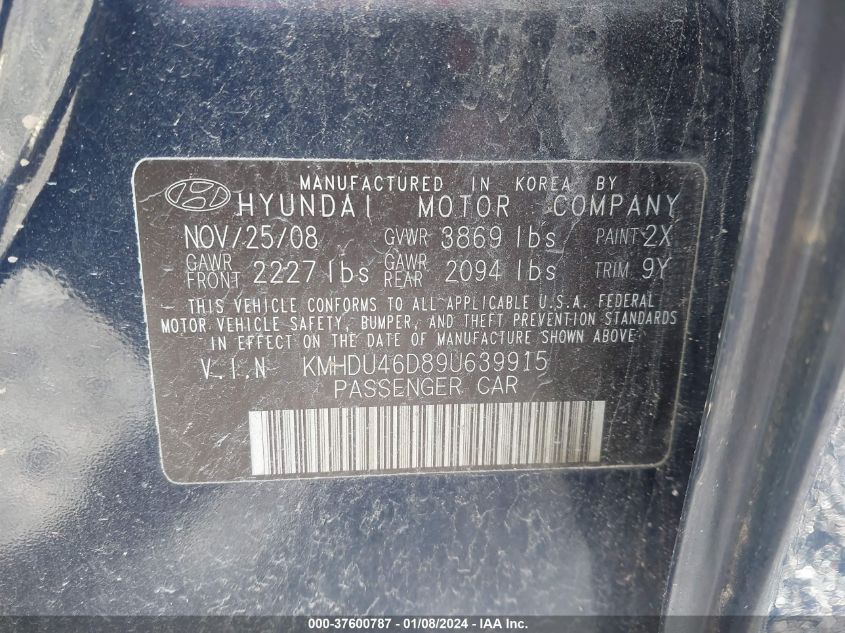 MANUFACTURED IN KOREA BY
HYUNDAI MOTOR COMPANY
NOV/25/08 GVWR 3869 lbs PAINT 2X
GAWR FRONT 2227 lbs GAWR REAR 2094 lbs TRIM 9Y
– THIS VEHICLE CONFORMS TO ALL APPLICABLE U.S.A. FEDERAL
MOTOR VEHICLE SAFETY, BUMPER, AND THEFT PREVENTION STANDARDS
IN EFFECT ON THE DATE OF MANUFACTURE SHOWN ABOVE
V.I.N KMHDU46D89U639915
PASSENGER CAR
000-37600787 - 01/08/2024 - 000-258935529